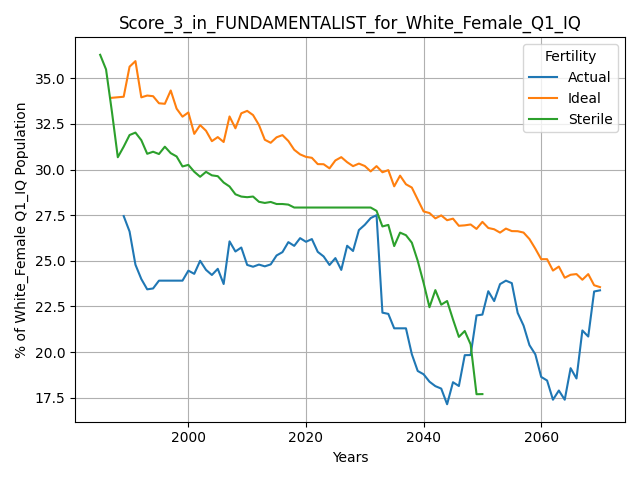 Score_3_in_FUNDAMENTALIST_for_White_Female_Q1_IQ
% of White_Female Q1_IQ Population
35.0
32.5
30.0
27.5
25.0
22.5
20.0
17.5
Fertility
Actual
Ideal
Sterile
2000
2020
2040
2060
Years